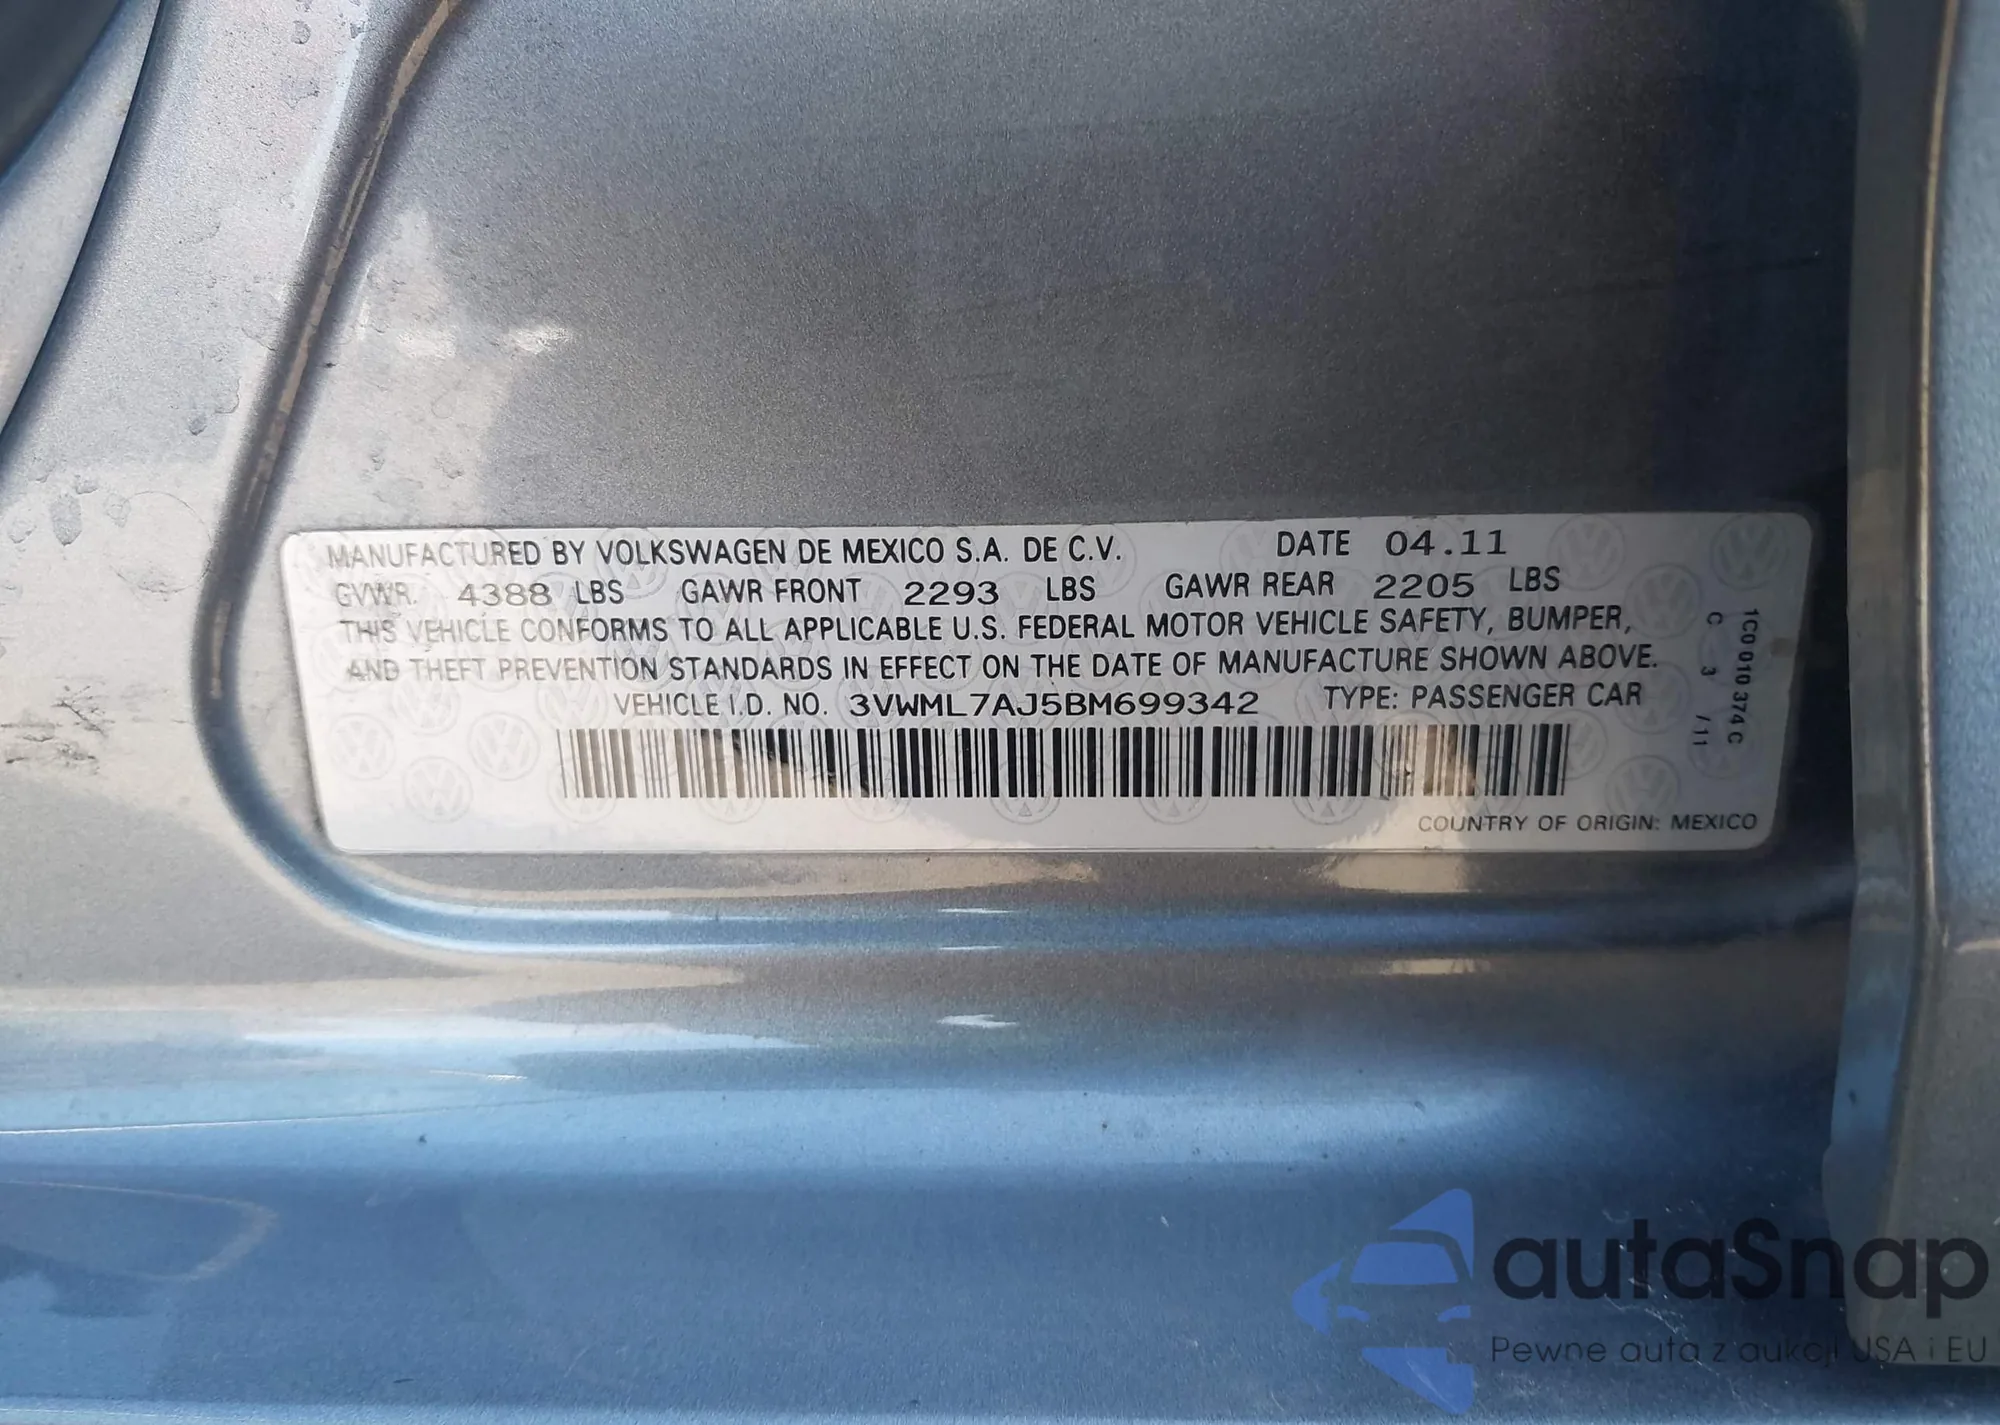 MANUFACTURED BY VOLKSWAGEN DE MEXICO S.A. DE C.V. DATE 04.11
GVWR. 4388 LBS GAWR FRONT 2293 LBS GAWR REAR 2205 LBS
THIS VEHICLE CONFORMS TO ALL APPLICABLE U.S. FEDERAL MOTOR VEHICLE SAFETY, BUMPER,
AND THEFT PREVENTION STANDARDS IN EFFECT ON THE DATE OF MANUFACTURE SHOWN ABOVE.
VEHICLE I.D. NO. 3VWML7AJ5BM699342 TYPE: PASSENGER CAR
COUNTRY OF ORIGIN: MEXICO
1C0 010 374 C
C 3 /11
autaSnap
Pewne auta z aukcji USA i EU